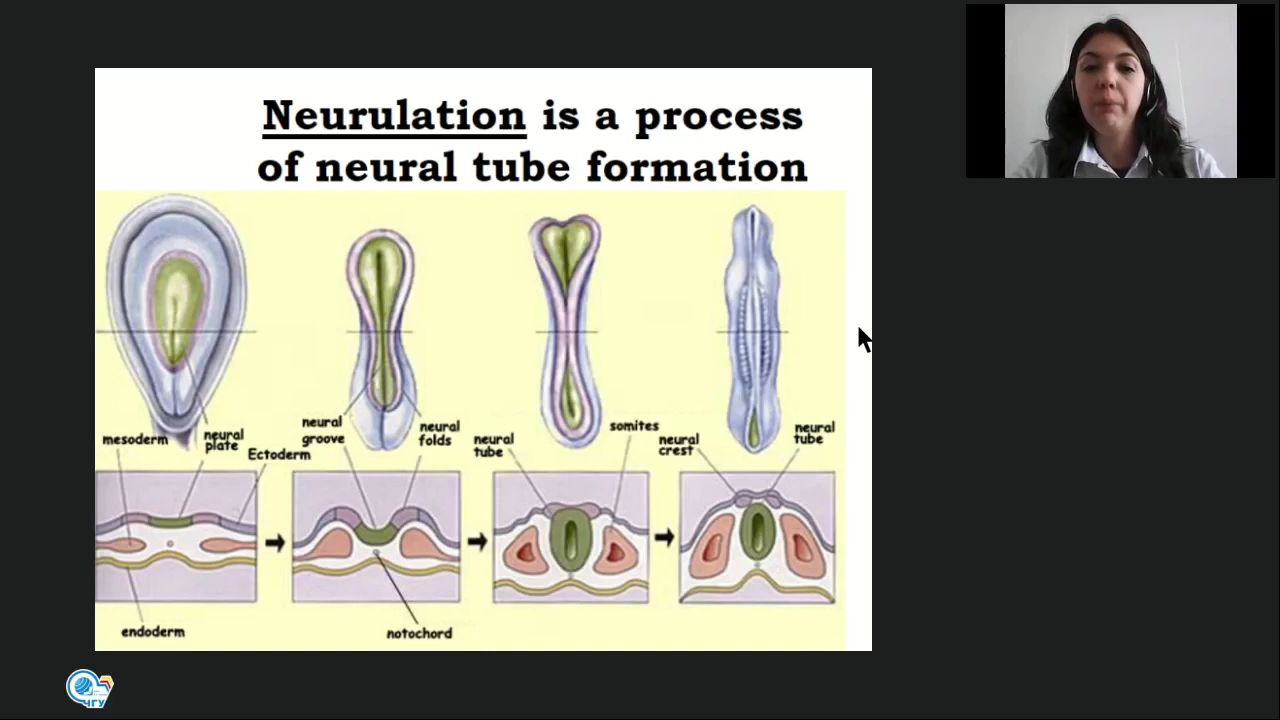 Neurulation is a process
of neural tube formation
mesoderm
neural
plate
Ectoderm
neural
groove
neural
folds
neural
tube
somites
neural
crest
neural
tube
endoderm
notochord
ЧГУ